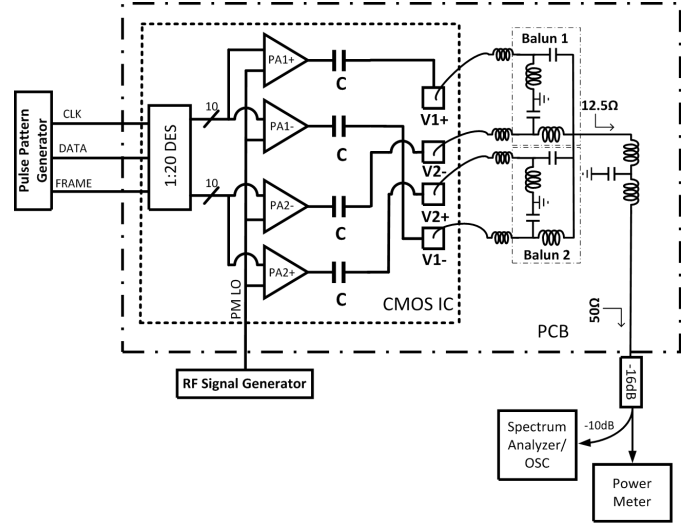 Pulse Pattern
Generator
CLK
DATA
FRAME
1:20 DES
10
10
PA1+
PA1-
PA2-
PA2+
C
C
C
C
PM LO
CMOS IC
V1+
V2-
V2+
V1-
Balun 1
Balun 2
12.5Ω
50Ω
PCB
RF Signal Generator
-16dB
-10dB
Spectrum
Analyzer/
OSC
Power
Meter